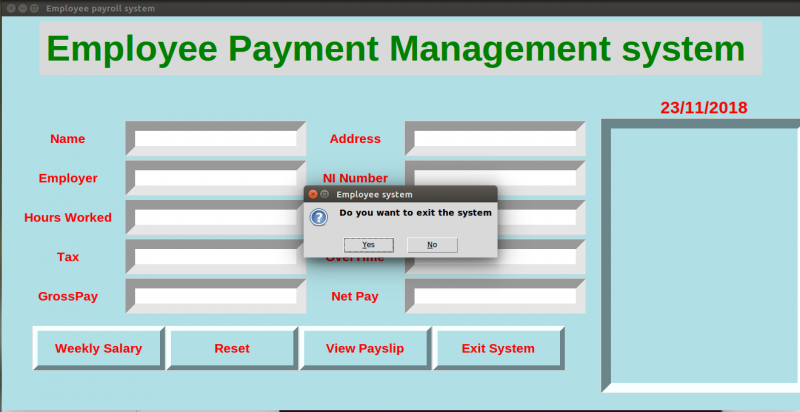 Employee payroll system
Employee Payment Management system
23/11/2018
Name
Address
Employer
NI Number
Employee system
Do you want to exit the system
Yes
No
Hours Worked
Tax
OverTime
GrossPay
Net Pay
Weekly Salary
Reset
View Payslip
Exit System